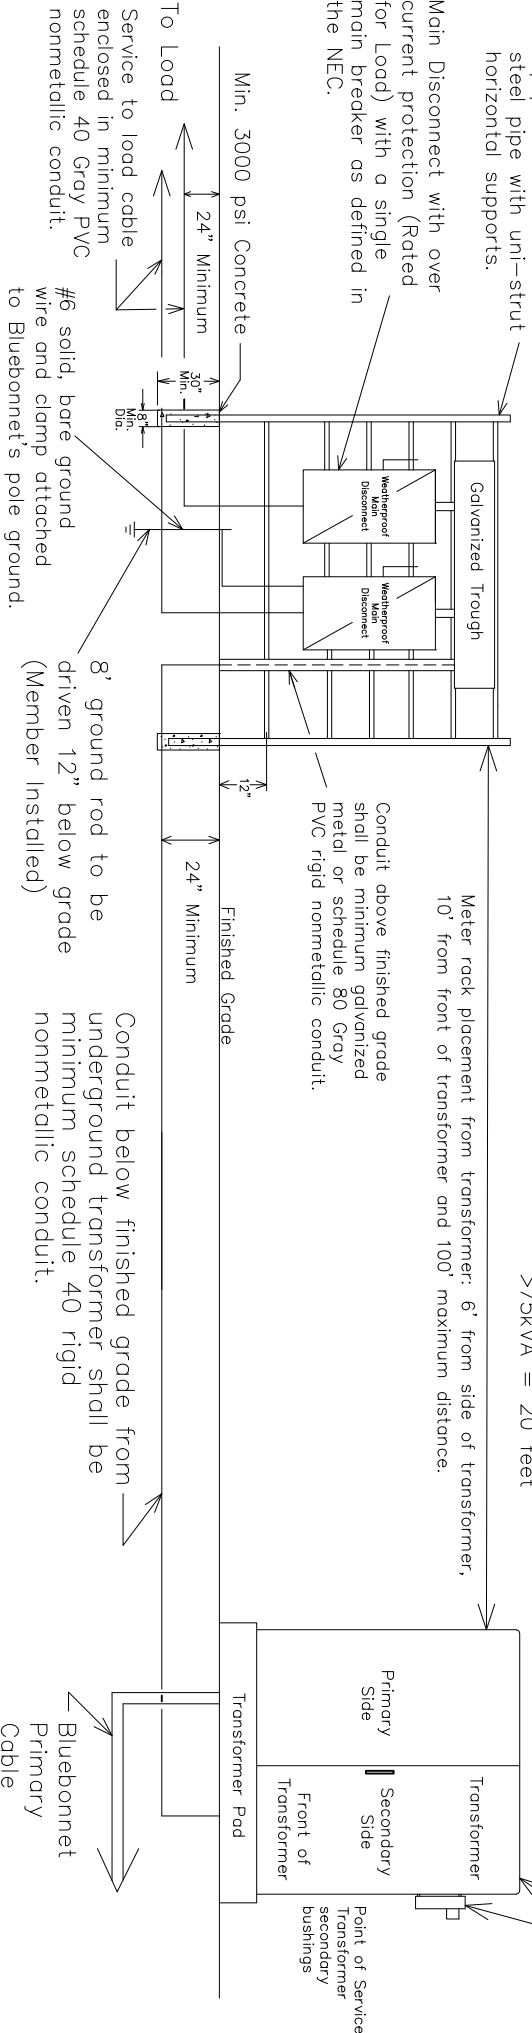 steel pipe with uni-strut
horizontal supports.
Main Disconnect with over
current protection (Rated
for Load) with a single
main breaker as defined in
the NEC.
Min. 3000 psi Concrete
To Load
24" Minimum
Service to load cable
enclosed in minimum
schedule 40 Gray PVC
nonmetallic conduit.
30"
Min.
8"
Min.
Dia.
#6 solid, bare ground
wire and clamp attached
to Bluebonnet's pole ground.
Galvanized Trough
Weatherproof
Main
Disconnect
Weatherproof
Main
Disconnect
8' ground rod to be
driven 12" below grade
(Member Installed)
12"
24" Minimum
Finished Grade
Conduit above finished grade
shall be minimum galvanized
metal or schedule 80 Gray
PVC rigid nonmetallic conduit.
>75kVA = 20 feet
Meter rack placement from transformer: 6' from side of transformer,
10' from front of transformer and 100' maximum distance.
Conduit below finished grade from
underground transformer shall be
minimum schedule 40 rigid
nonmetallic conduit.
Transformer
Primary
Side
Secondary
Side
Front of
Transformer
Transformer Pad
Point of Service
Transformer
secondary
bushings
Bluebonnet
Primary
Cable